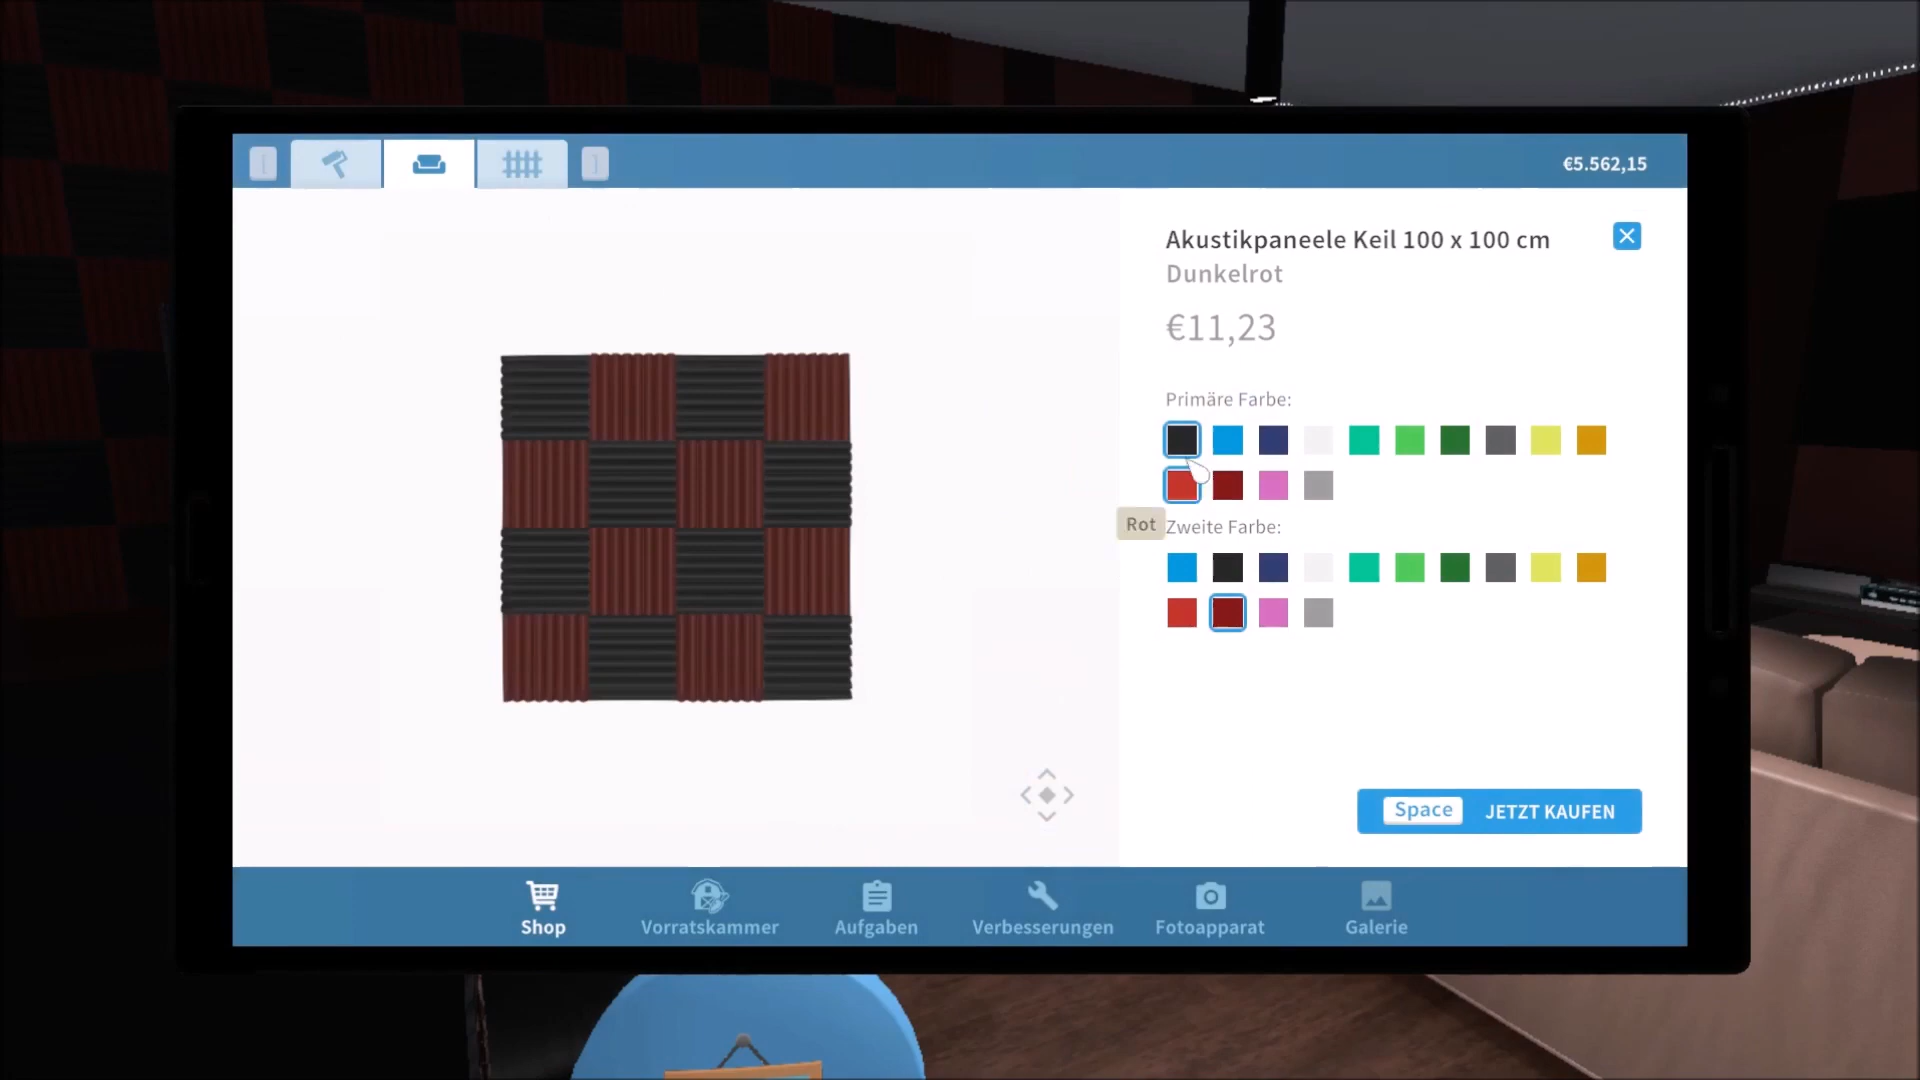 [
]
€5.562,15
Akustikpaneele Keil 100 x 100 cm
Dunkelrot
€11,23
Primäre Farbe:
Rot
Zweite Farbe:
Space JETZT KAUFEN
Shop
Vorratskammer
Aufgaben
Verbesserungen
Fotoapparat
Galerie